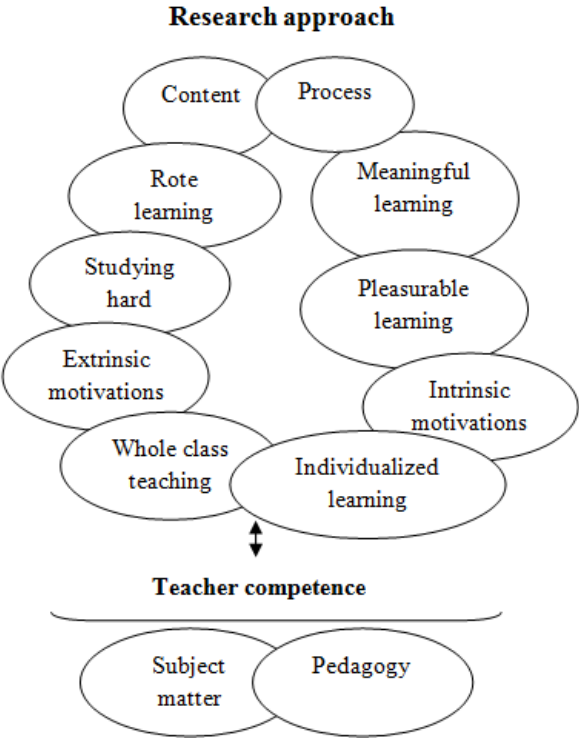 Research approach
Content
Process
Rote
learning
Meaningful
learning
Studying
hard
Pleasurable
learning
Extrinsic
motivations
Intrinsic
motivations
Whole class
teaching
Individualized
learning
Teacher competence
Subject
matter
Pedagogy